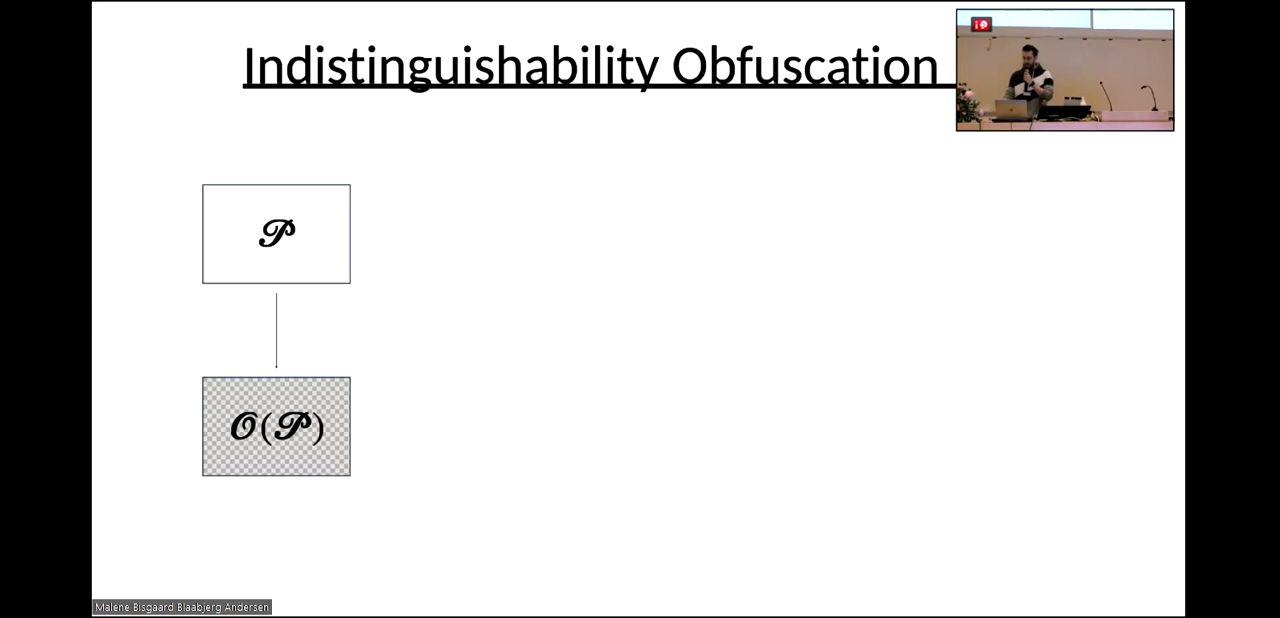 Indistinguishability Obfuscation
𝒫
𝒪(𝒫)
Malene Bisgaard Blaabjerg Andersen